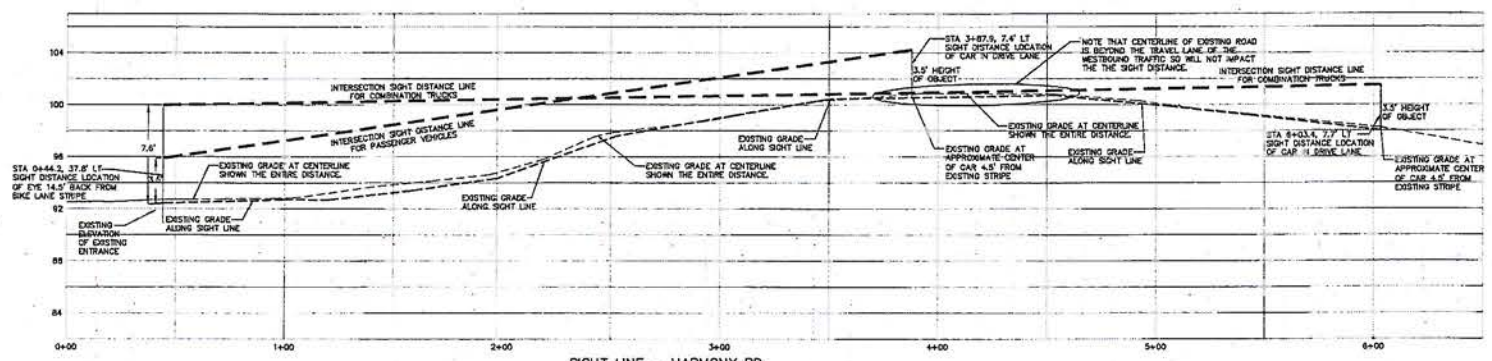 104
100
96
92
88
84
0+00
1+00
2+00
3+00
4+00
5+00
6+00
INTERSECTION SIGHT DISTANCE LINE
FOR COMBINATION TRUCKS
INTERSECTION SIGHT DISTANCE LINE
FOR PASSENGER VEHICLES
7.6'
STA 0+44.2, 37.8' LT
SIGHT DISTANCE LOCATION
OF EYE 14.5' BACK FROM
BIKE LANE STRIPE
EXISTING GRADE AT CENTERLINE
SHOWN THE ENTIRE DISTANCE.
EXISTING
ELEVATION
OF EXISTING
ENTRANCE
EXISTING GRADE
ALONG SIGHT LINE
EXISTING GRADE
ALONG SIGHT LINE
EXISTING GRADE AT CENTERLINE
SHOWN THE ENTIRE DISTANCE.
EXISTING GRADE
ALONG SIGHT LINE
STA 3+87.9, 7.4' LT
SIGHT DISTANCE LOCATION
OF CAR IN DRIVE LANE
3.5' HEIGHT
OF OBJECT
NOTE THAT CENTERLINE OF EXISTING ROAD
IS BEYOND THE TRAVEL LANE OF THE
WESTBOUND TRAFFIC SO WILL NOT IMPACT
THE THE SIGHT DISTANCE.
INTERSECTION SIGHT DISTANCE LINE
FOR COMBINATION TRUCKS
EXISTING GRADE AT CENTERLINE
SHOWN THE ENTIRE DISTANCE.
EXISTING GRADE AT
APPROXIMATE CENTER
OF CAR 4.5' FROM
EXISTING STRIPE
EXISTING GRADE
ALONG SIGHT LINE
3.5' HEIGHT
OF OBJECT
STA 6+03.4, 7.7' LT
SIGHT DISTANCE LOCATION
OF CAR IN DRIVE LANE
EXISTING GRADE AT
APPROXIMATE CENTER
OF CAR 4.5' FROM
EXISTING STRIPE
HARMONY RD